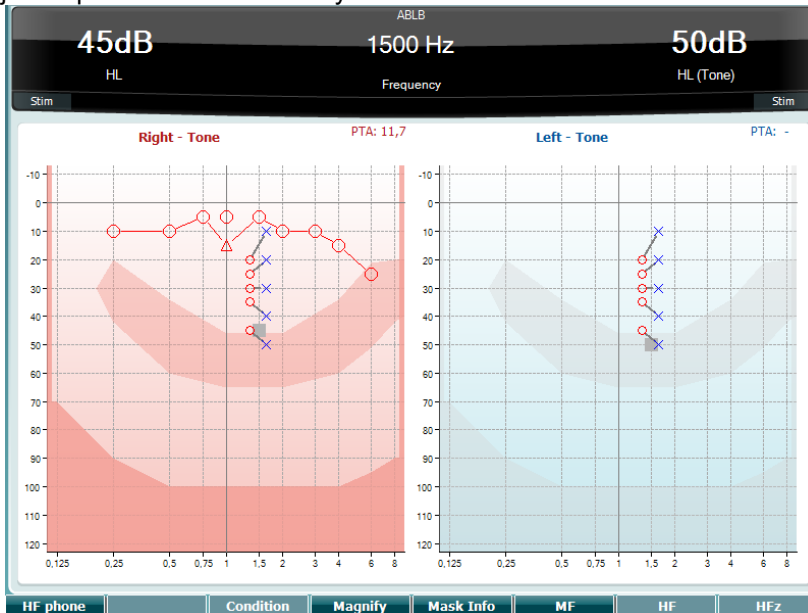 ABLB
45dB 1500 Hz 50dB
HL Frequency HL (Tone)
Stim Stim
Right - Tone PTA: 11,7 Left - Tone PTA: -
-10 -10
0 0
10 10
20 20
30 30
40 40
50 50
60 60
70 70
80 80
90 90
100 100
110 110
120 120
0,125 0,25 0,5 0,75 1 1,5 2 3 4 6 8 0,125 0,25 0,5 0,75 1 1,5 2 3 4 6 8
HF phone Condition Magnify Mask Info MF HF HFz